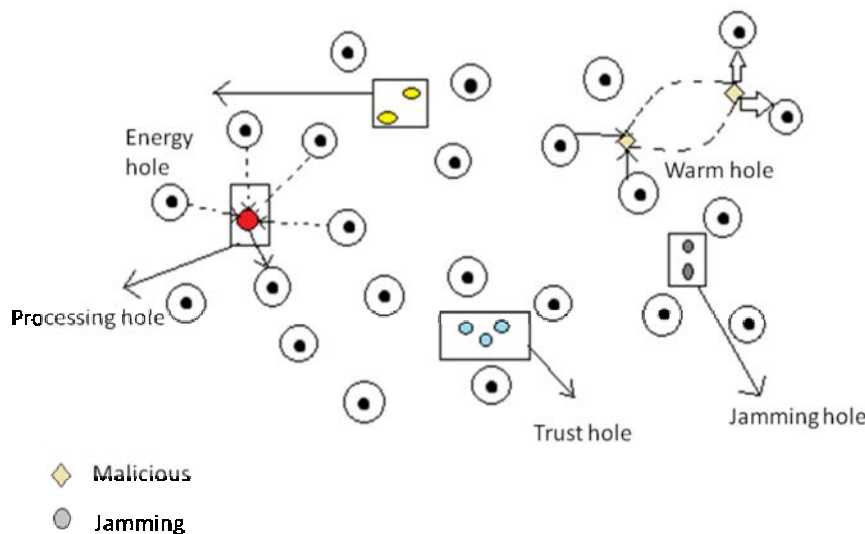 Energy
hole
Warm hole
Processing hole
Jamming hole
Trust hole
Malicious
Jamming